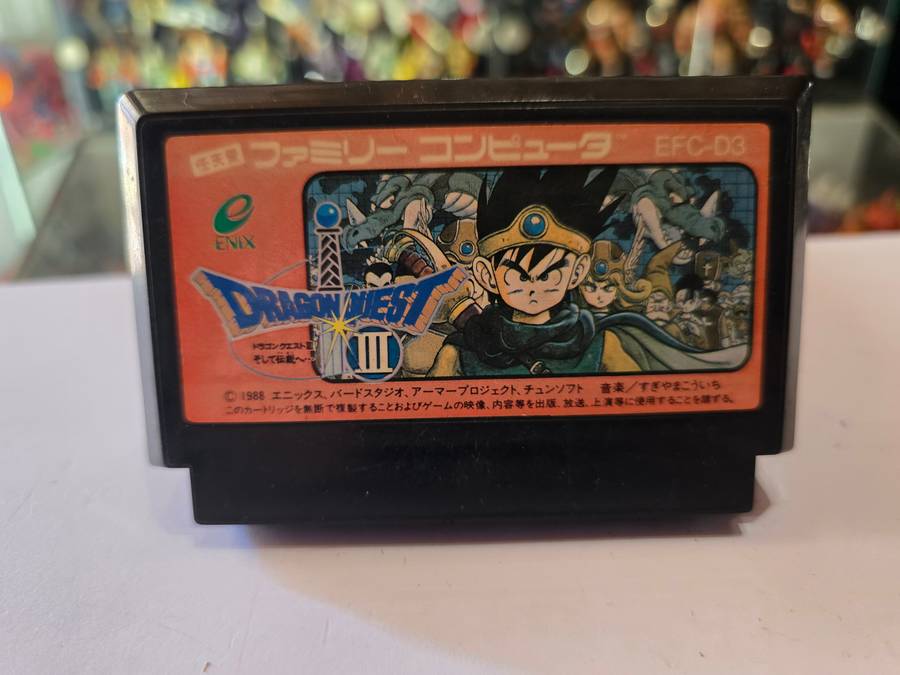 任天堂 ファミリー コンピュータ™ EFC-D3
ENIX
DRAGON QUEST
III
ドラゴンクエストIII
そして伝説へ…
© 1988 エニックス、バードスタジオ、アーマープロジェクト、チュンソフト 音楽／すぎやまこういち
このカートリッジを無断で複製することおよびゲームの映像、内容等を出版、放送、上演等に使用することを禁ずる。